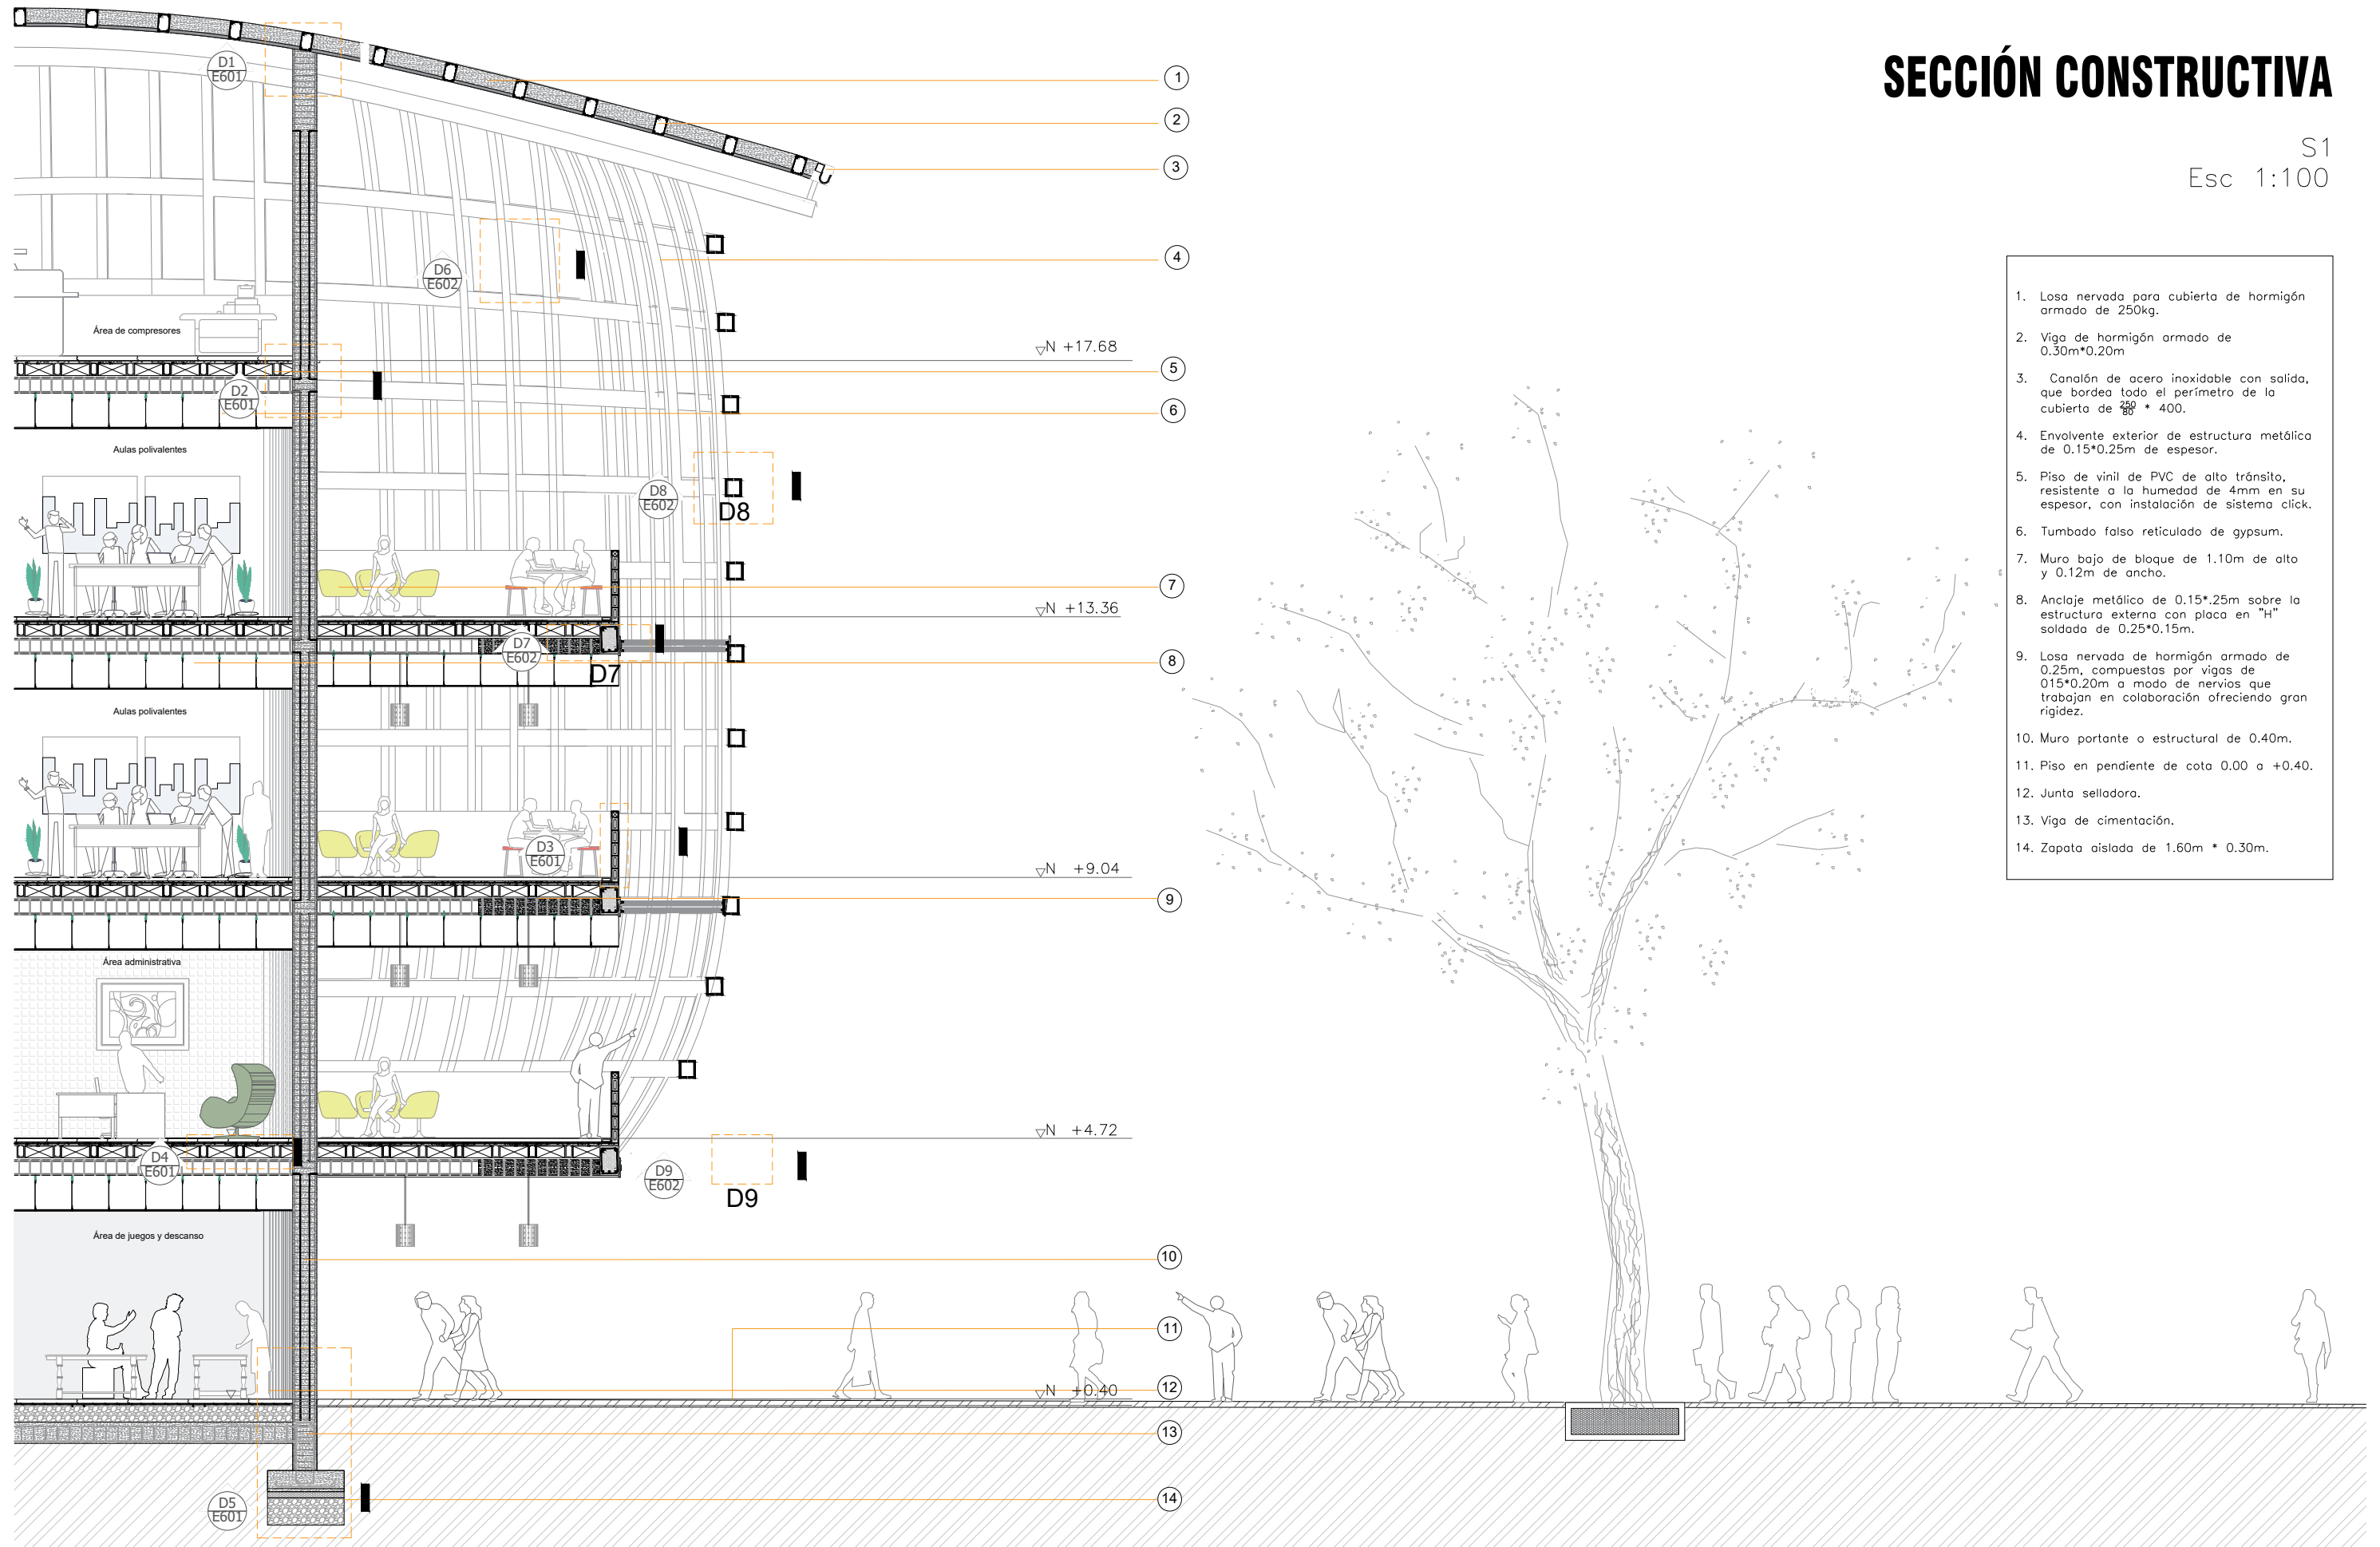 SECCIÓN CONSTRUCTIVA
S1
Esc 1:100
D1
E601
1
2
3
D6
E602
4
Área de compresores
N +17.68
5
D2
E601
6
Aulas polivalentes
D8
E602
D8
7
N +13.36
D7
E602
D7
8
Aulas polivalentes
D3
E601
N +9.04
9
Área administrativa
N +4.72
D4
E601
D9
E602
D9
Área de juegos y descanso
10
11
12
N +0.40
13
D5
E601
14
1. Losa nervada para cubierta de hormigón
armado de 250kg.
2. Viga de hormigón armado de
0.30m*0.20m
3. Canalón de acero inoxidable con salida,
que bordea todo el perímetro de la
cubierta de 250/80 * 400.
4. Envolvente exterior de estructura metálica
de 0.15*0.25m de espesor.
5. Piso de vinil de PVC de alto tránsito,
resistente a la humedad de 4mm en su
espesor, con instalación de sistema click.
6. Tumbado falso reticulado de gypsum.
7. Muro bajo de bloque de 1.10m de alto
y 0.12m de ancho.
8. Anclaje metálico de 0.15*.25m sobre la
estructura externa con placa en "H"
soldada de 0.25*0.15m.
9. Losa nervada de hormigón armado de
0.25m, compuestas por vigas de
015*0.20m a modo de nervios que
trabajan en colaboración ofreciendo gran
rigidez.
10. Muro portante o estructural de 0.40m.
11. Piso en pendiente de cota 0.00 a +0.40.
12. Junta selladora.
13. Viga de cimentación.
14. Zapata aislada de 1.60m * 0.30m.